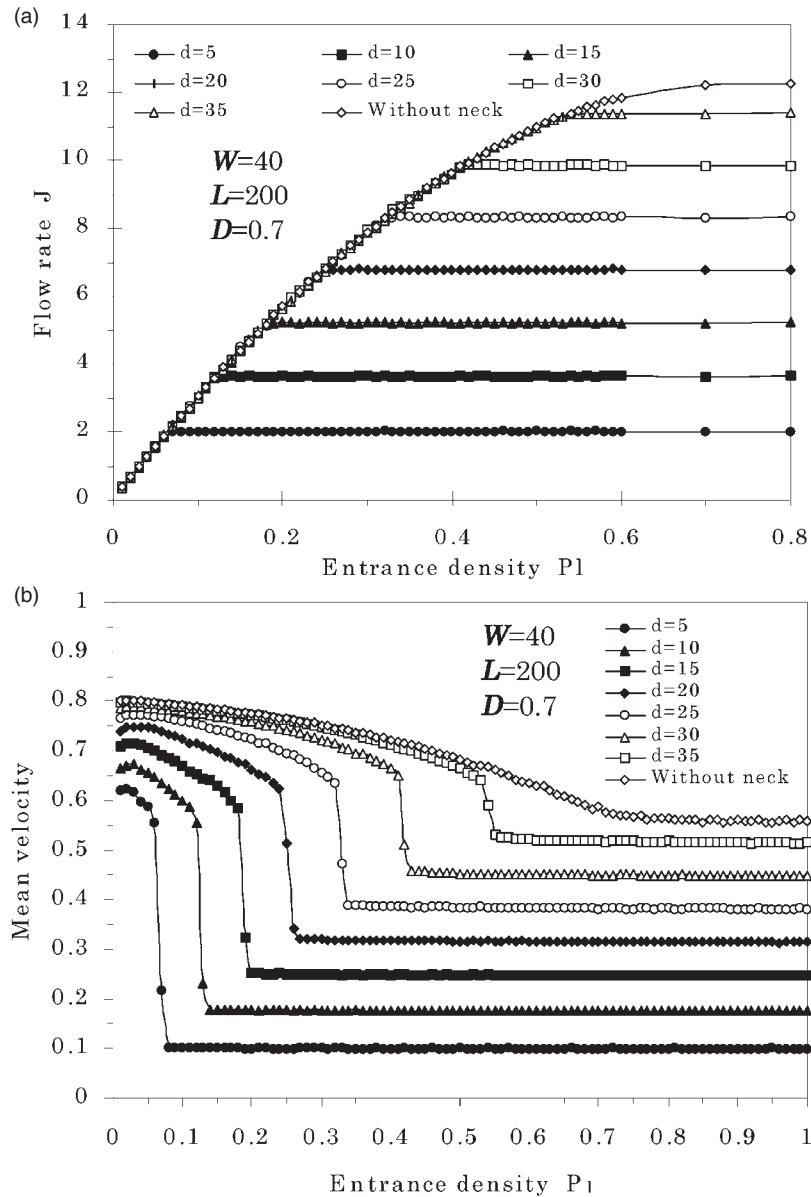 (a)
14
12
10
8
6
4
2
0
Flow rate J
d=5 d=10 d=15
d=20 d=25 d=30
d=35 Without neck
W=40
L=200
D=0.7
0 0.2 0.4 0.6 0.8
Entrance density P1
(b)
1
0.9
0.8
0.7
0.6
0.5
0.4
0.3
0.2
0.1
0
Mean velocity
W=40
L=200
D=0.7
d=5
d=10
d=15
d=20
d=25
d=30
d=35
Without neck
0 0.1 0.2 0.3 0.4 0.5 0.6 0.7 0.8 0.9 1
Entrance density P1